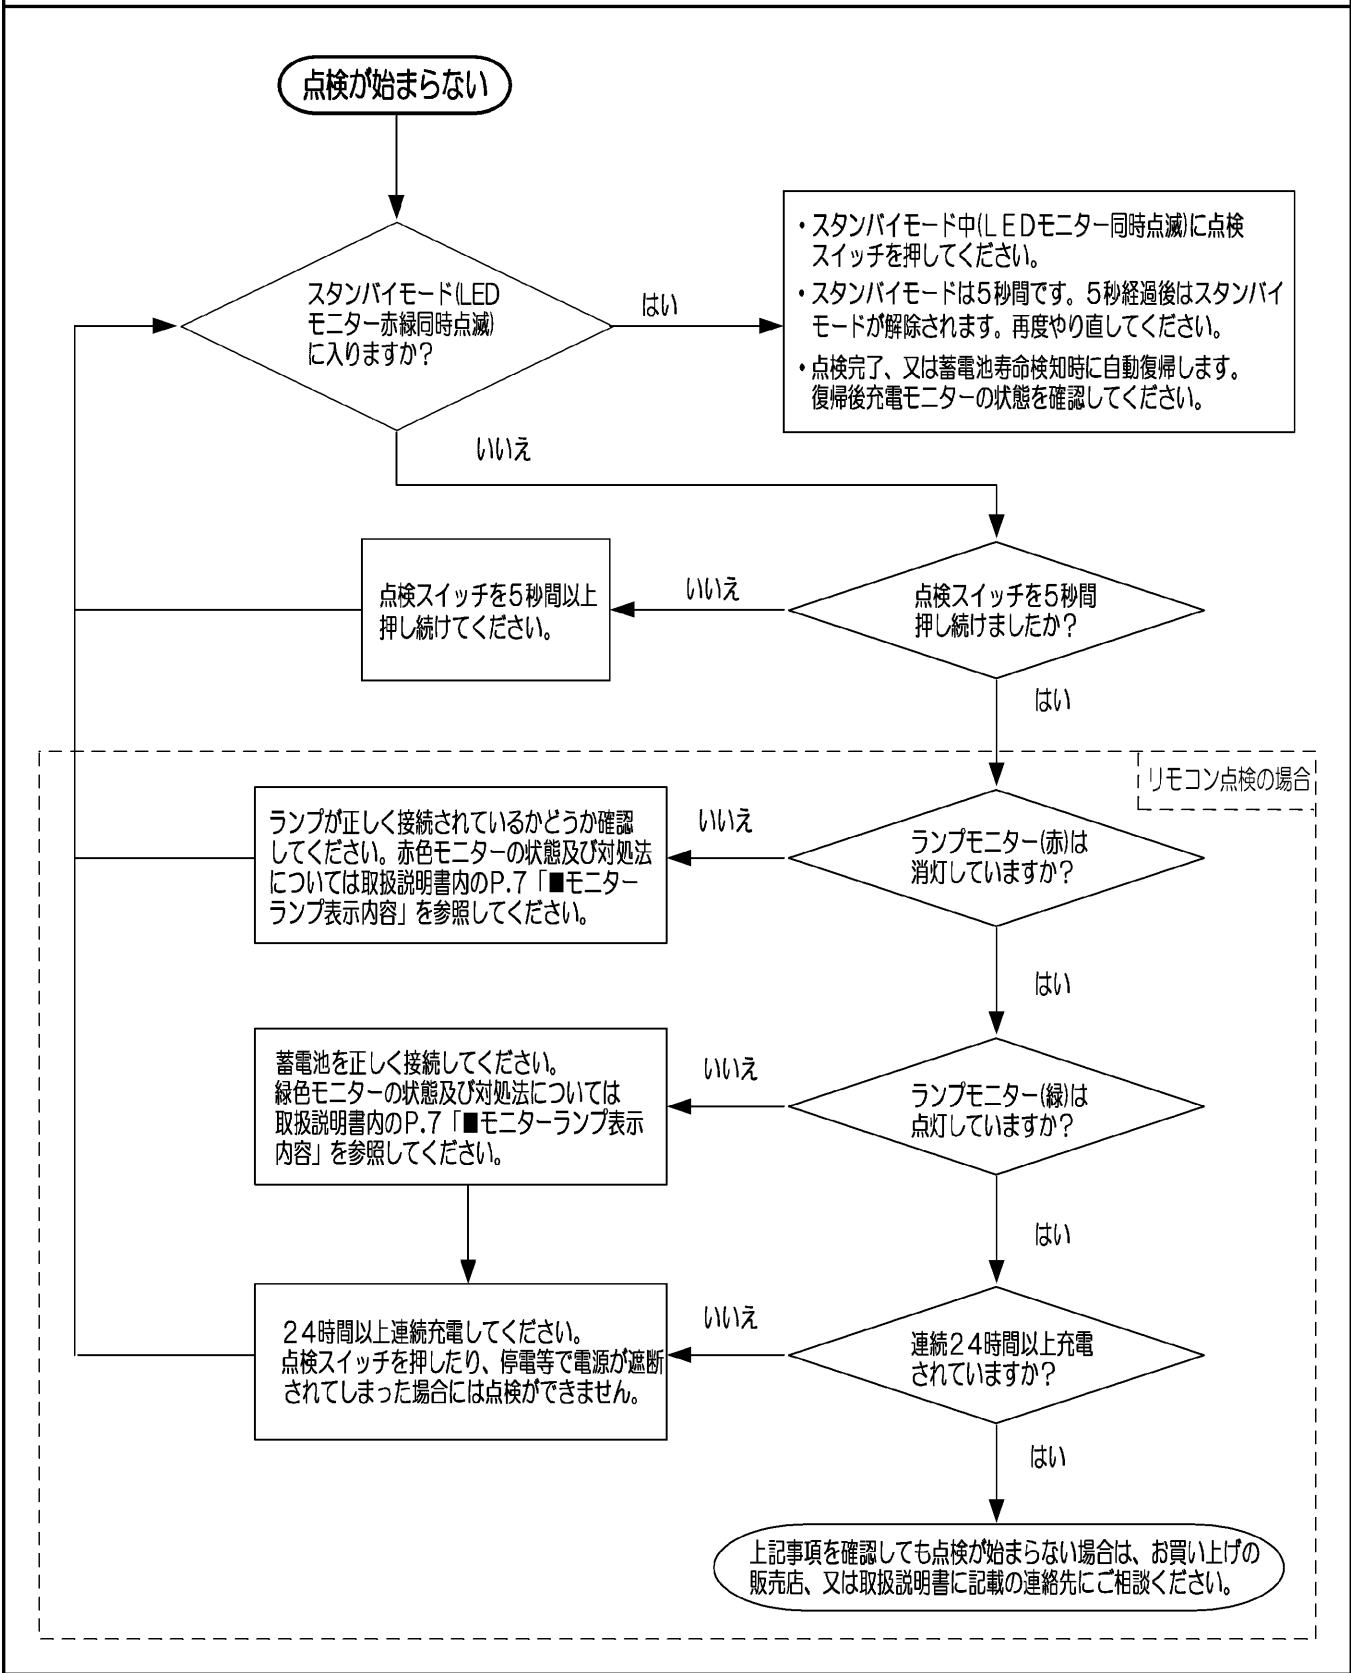 点検が始まらない
スタンバイモード(LED
モニター赤緑同時点滅)
に入りますか？
はい
・スタンバイモード中(ＬＥＤモニター同時点滅)に点検
スイッチを押してください。
・スタンバイモードは５秒間です。５秒経過後はスタンバイ
モードが解除されます。再度やり直してください。
・点検完了、又は蓄電池寿命検知時に自動復帰します。
復帰後充電モニターの状態を確認してください。
いいえ
点検スイッチを５秒間
押し続けましたか？
いいえ
点検スイッチを５秒間以上
押し続けてください。
はい
リモコン点検の場合
ランプモニター(赤)は
消灯していますか？
いいえ
ランプが正しく接続されているかどうか確認
してください。赤色モニターの状態及び対処法
については取扱説明書内のP.７「■モニター
ランプ表示内容」を参照してください。
はい
ランプモニター(緑)は
点灯していますか？
いいえ
蓄電池を正しく接続してください。
緑色モニターの状態及び対処法については
取扱説明書内のP.７「■モニターランプ表示
内容」を参照してください。
はい
連続２４時間以上充電
されていますか？
いいえ
２４時間以上連続充電してください。
点検スイッチを押したり、停電等で電源が遮断
されてしまった場合には点検ができません。
はい
上記事項を確認しても点検が始まらない場合は、お買い上げの
販売店、又は取扱説明書に記載の連絡先にご相談ください。